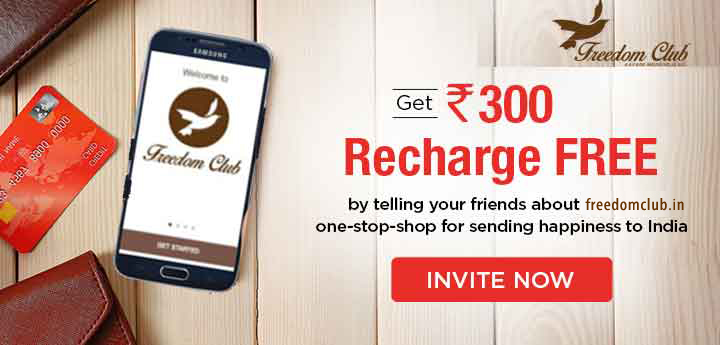 SAMSUNG
Welcome to
Freedom Club
GET STARTED
Freedom Club
Get ₹300
Recharge FREE
by telling your friends about freedomclub.in
one-stop-shop for sending happiness to India
INVITE NOW